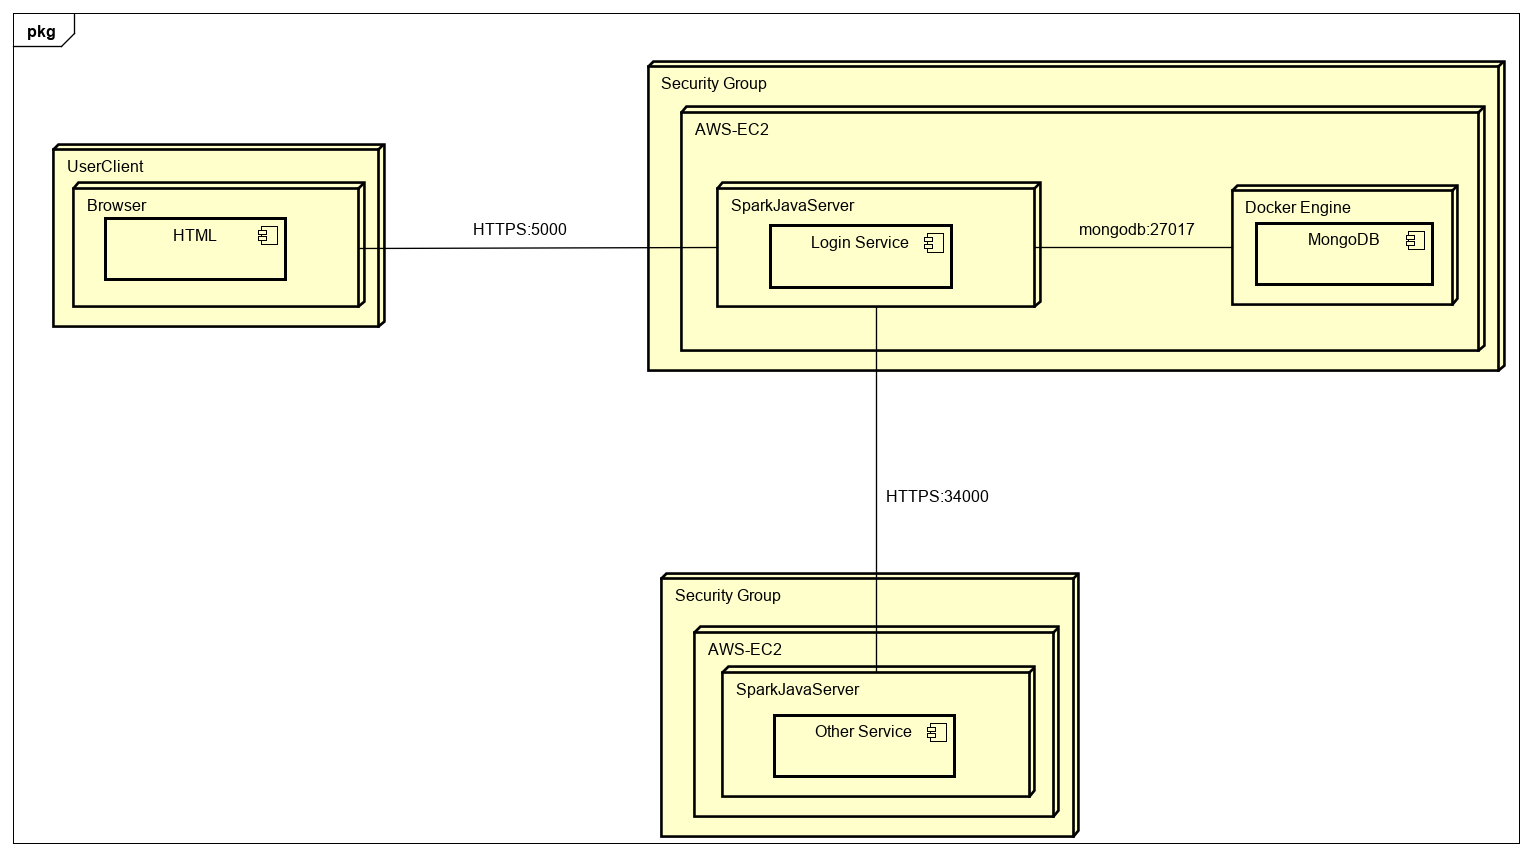 pkg
Security Group
AWS-EC2
UserClient
Browser
HTML
SparkJavaServer
Login Service
Docker Engine
MongoDB
HTTPS:5000
mongodb:27017
HTTPS:34000
Security Group
AWS-EC2
SparkJavaServer
Other Service